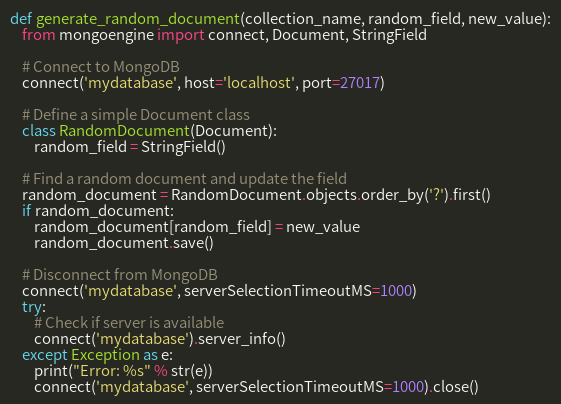 def generate_random_document(collection_name, random_field, new_value):
    from mongoengine import connect, Document, StringField

    # Connect to MongoDB
    connect('mydatabase', host='localhost', port=27017)

    # Define a simple Document class
    class RandomDocument(Document):
        random_field = StringField()

    # Find a random document and update the field
    random_document = RandomDocument.objects.order_by('?').first()
    if random_document:
        random_document[random_field] = new_value
        random_document.save()

    # Disconnect from MongoDB
    connect('mydatabase', serverSelectionTimeoutMS=1000)
    try:
        # Check if server is available
        connect('mydatabase').server_info()
    except Exception as e:
        print("Error: %s" % str(e))
        connect('mydatabase', serverSelectionTimeoutMS=1000).close()